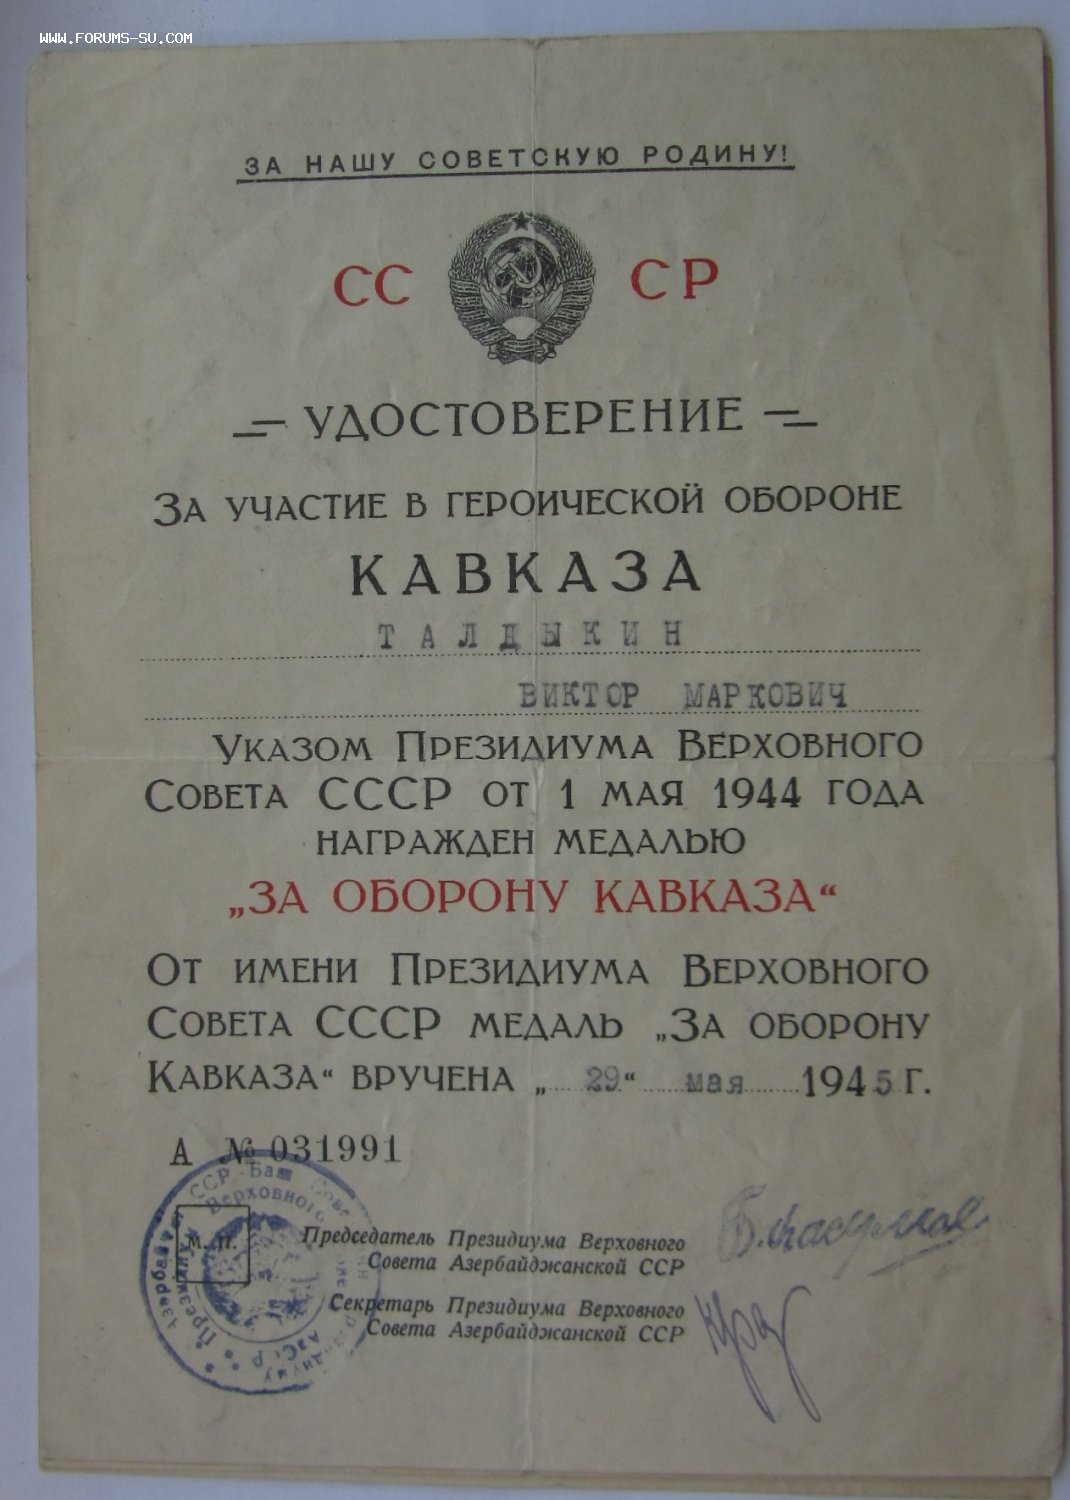 WWW.FORUMS-SU.COM
ЗА НАШУ СОВЕТСКУЮ РОДИНУ!
СС СР
УДОСТОВЕРЕНИЕ
ЗА УЧАСТИЕ В ГЕРОИЧЕСКОЙ ОБОРОНЕ
КАВКАЗА
ТАЛДЫКИН
ВИКТОР МАРКОВИЧ
УКАЗОМ ПРЕЗИДИУМА ВЕРХОВНОГО
СОВЕТА СССР ОТ 1 МАЯ 1944 ГОДА
НАГРАЖДЕН МЕДАЛЬЮ
„ЗА ОБОРОНУ КАВКАЗА“
ОТ ИМЕНИ ПРЕЗИДИУМА ВЕРХОВНОГО
СОВЕТА СССР МЕДАЛЬ „ЗА ОБОРОНУ
КАВКАЗА“ ВРУЧЕНА „29“ мая 1945 Г.
А № 031991
М. П.
Председатель Президиума Верховного
Совета Азербайджанской ССР
Секретарь Президиума Верховного
Совета Азербайджанской ССР